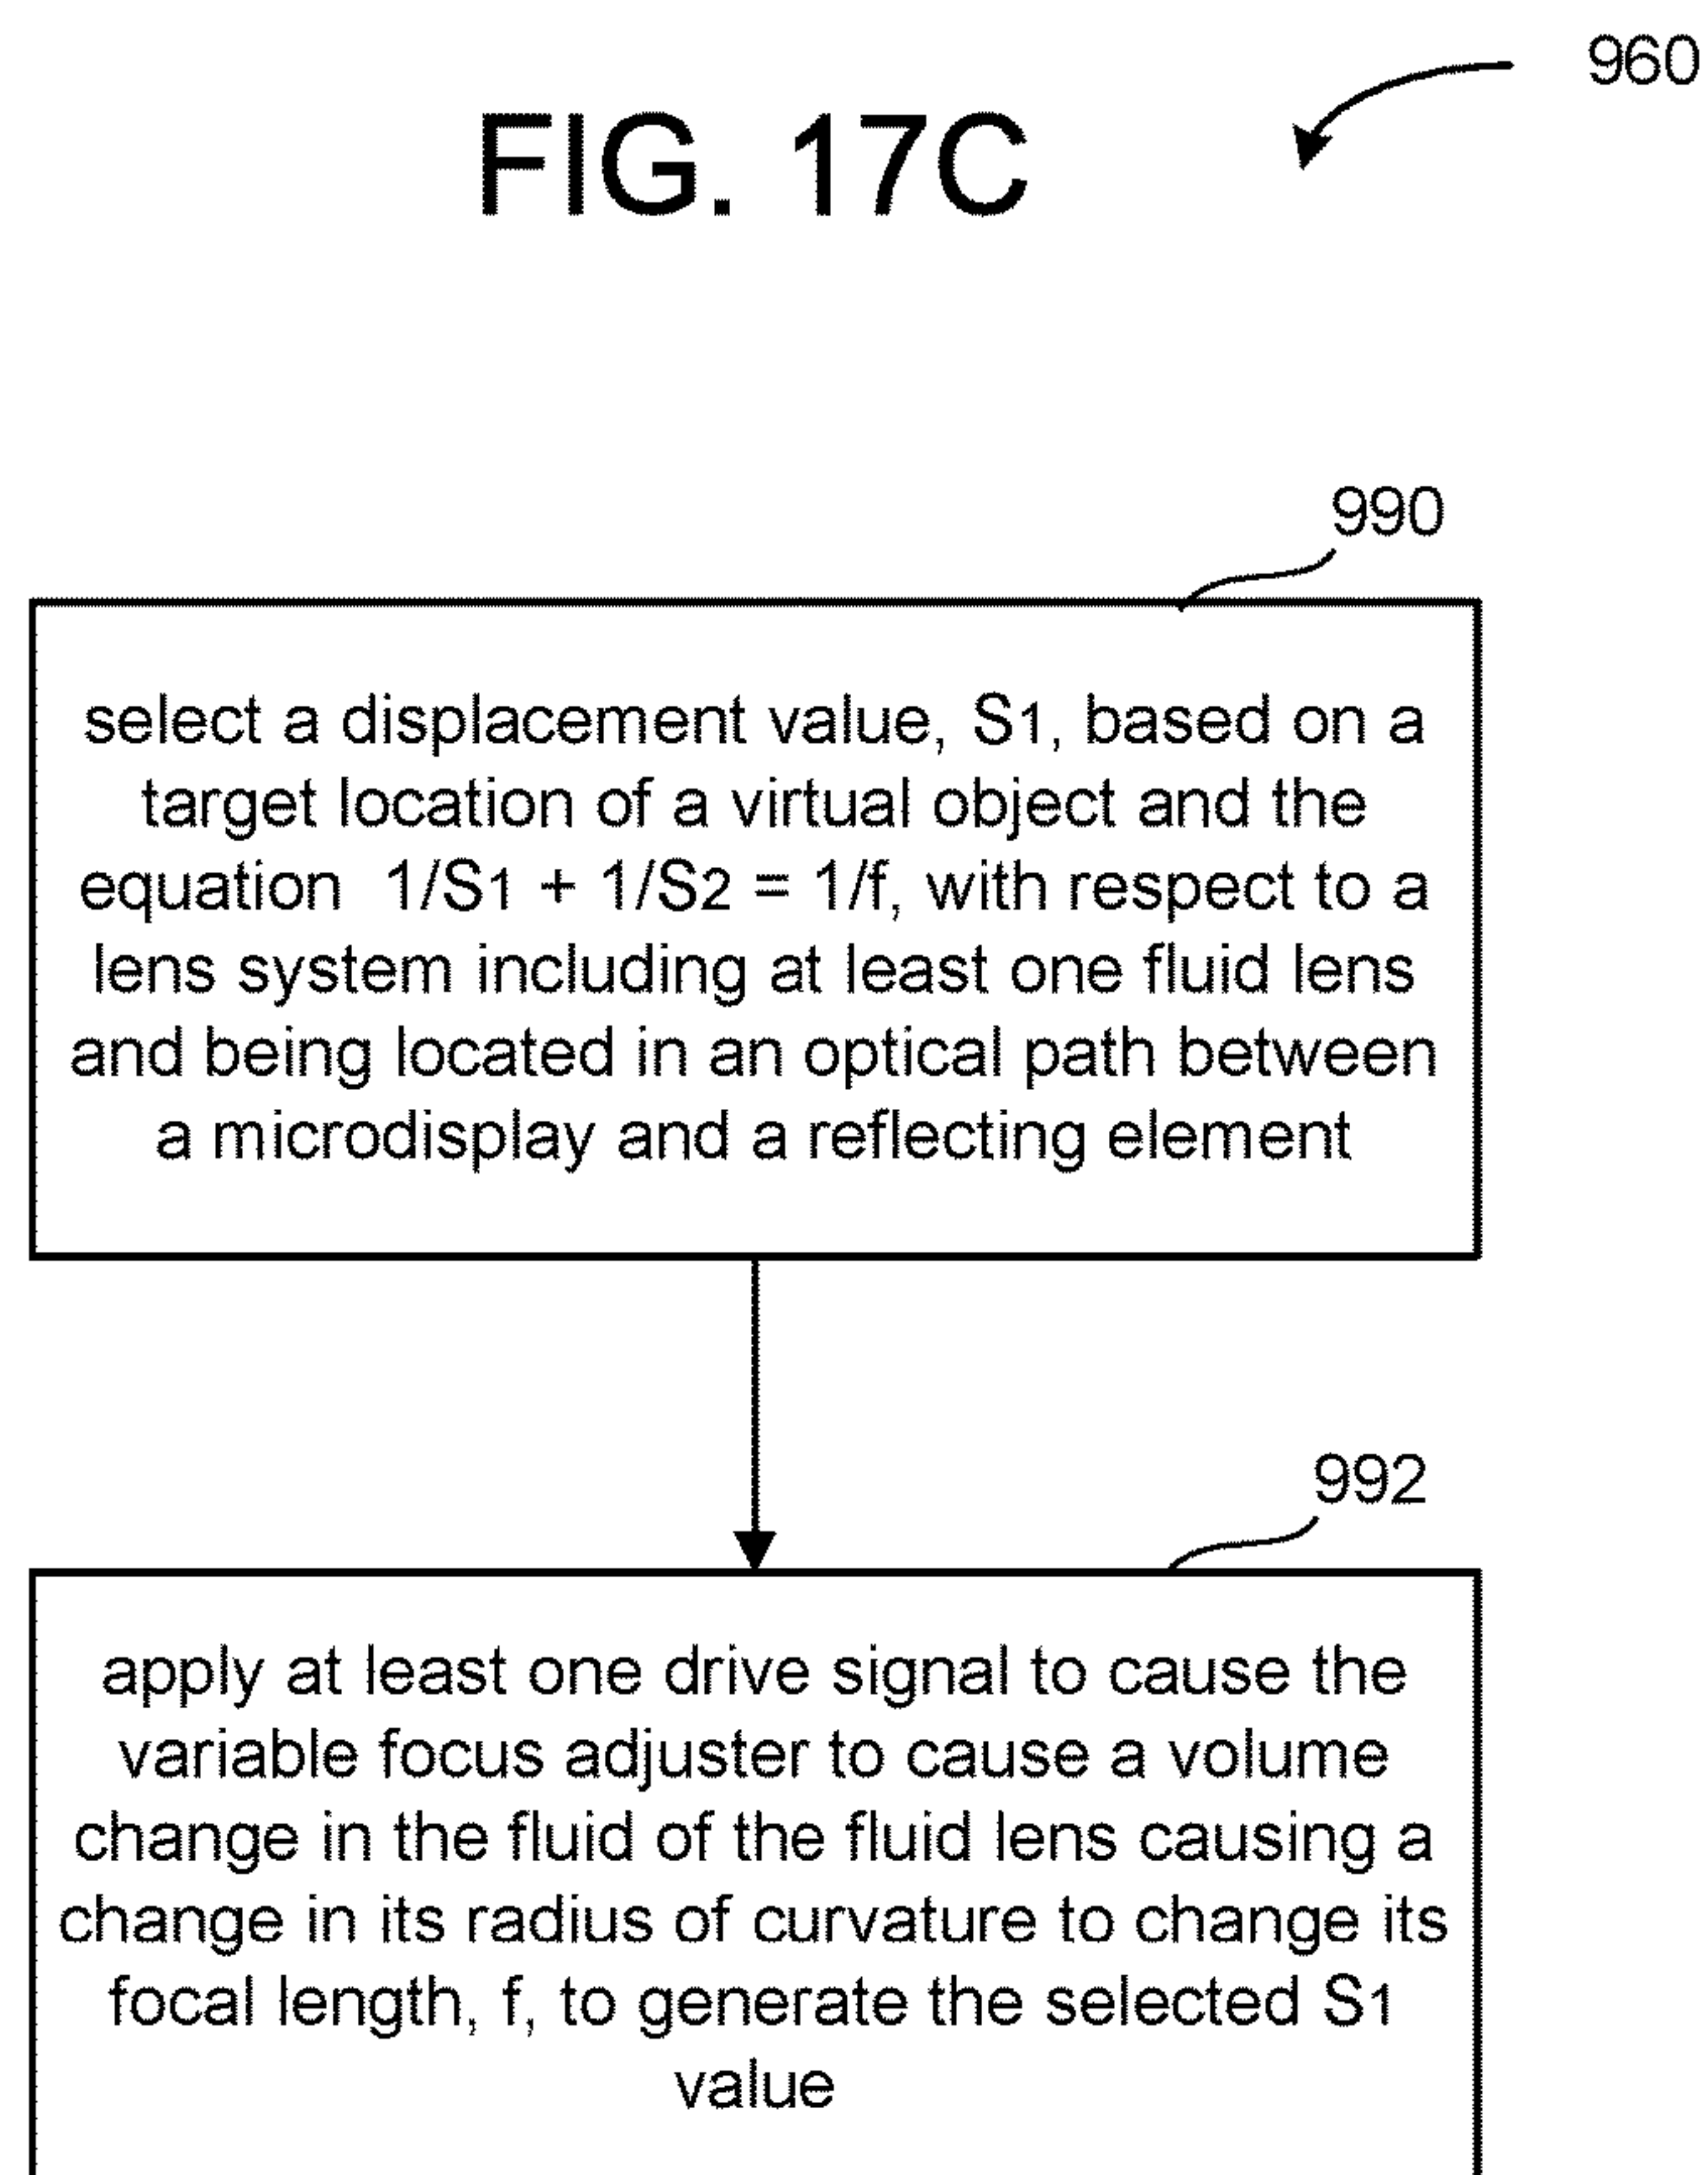 960
FIG. 17C
990
select a displacement value, S1, based on a
target location of a virtual object and the
equation 1/S1 + 1/S2 = 1/f, with respect to a
lens system including at least one fluid lens
and being located in an optical path between
a microdisplay and a reflecting element
992
apply at least one drive signal to cause the
variable focus adjuster to cause a volume
change in the fluid of the fluid lens causing a
change in its radius of curvature to change its
focal length, f, to generate the selected S1
value